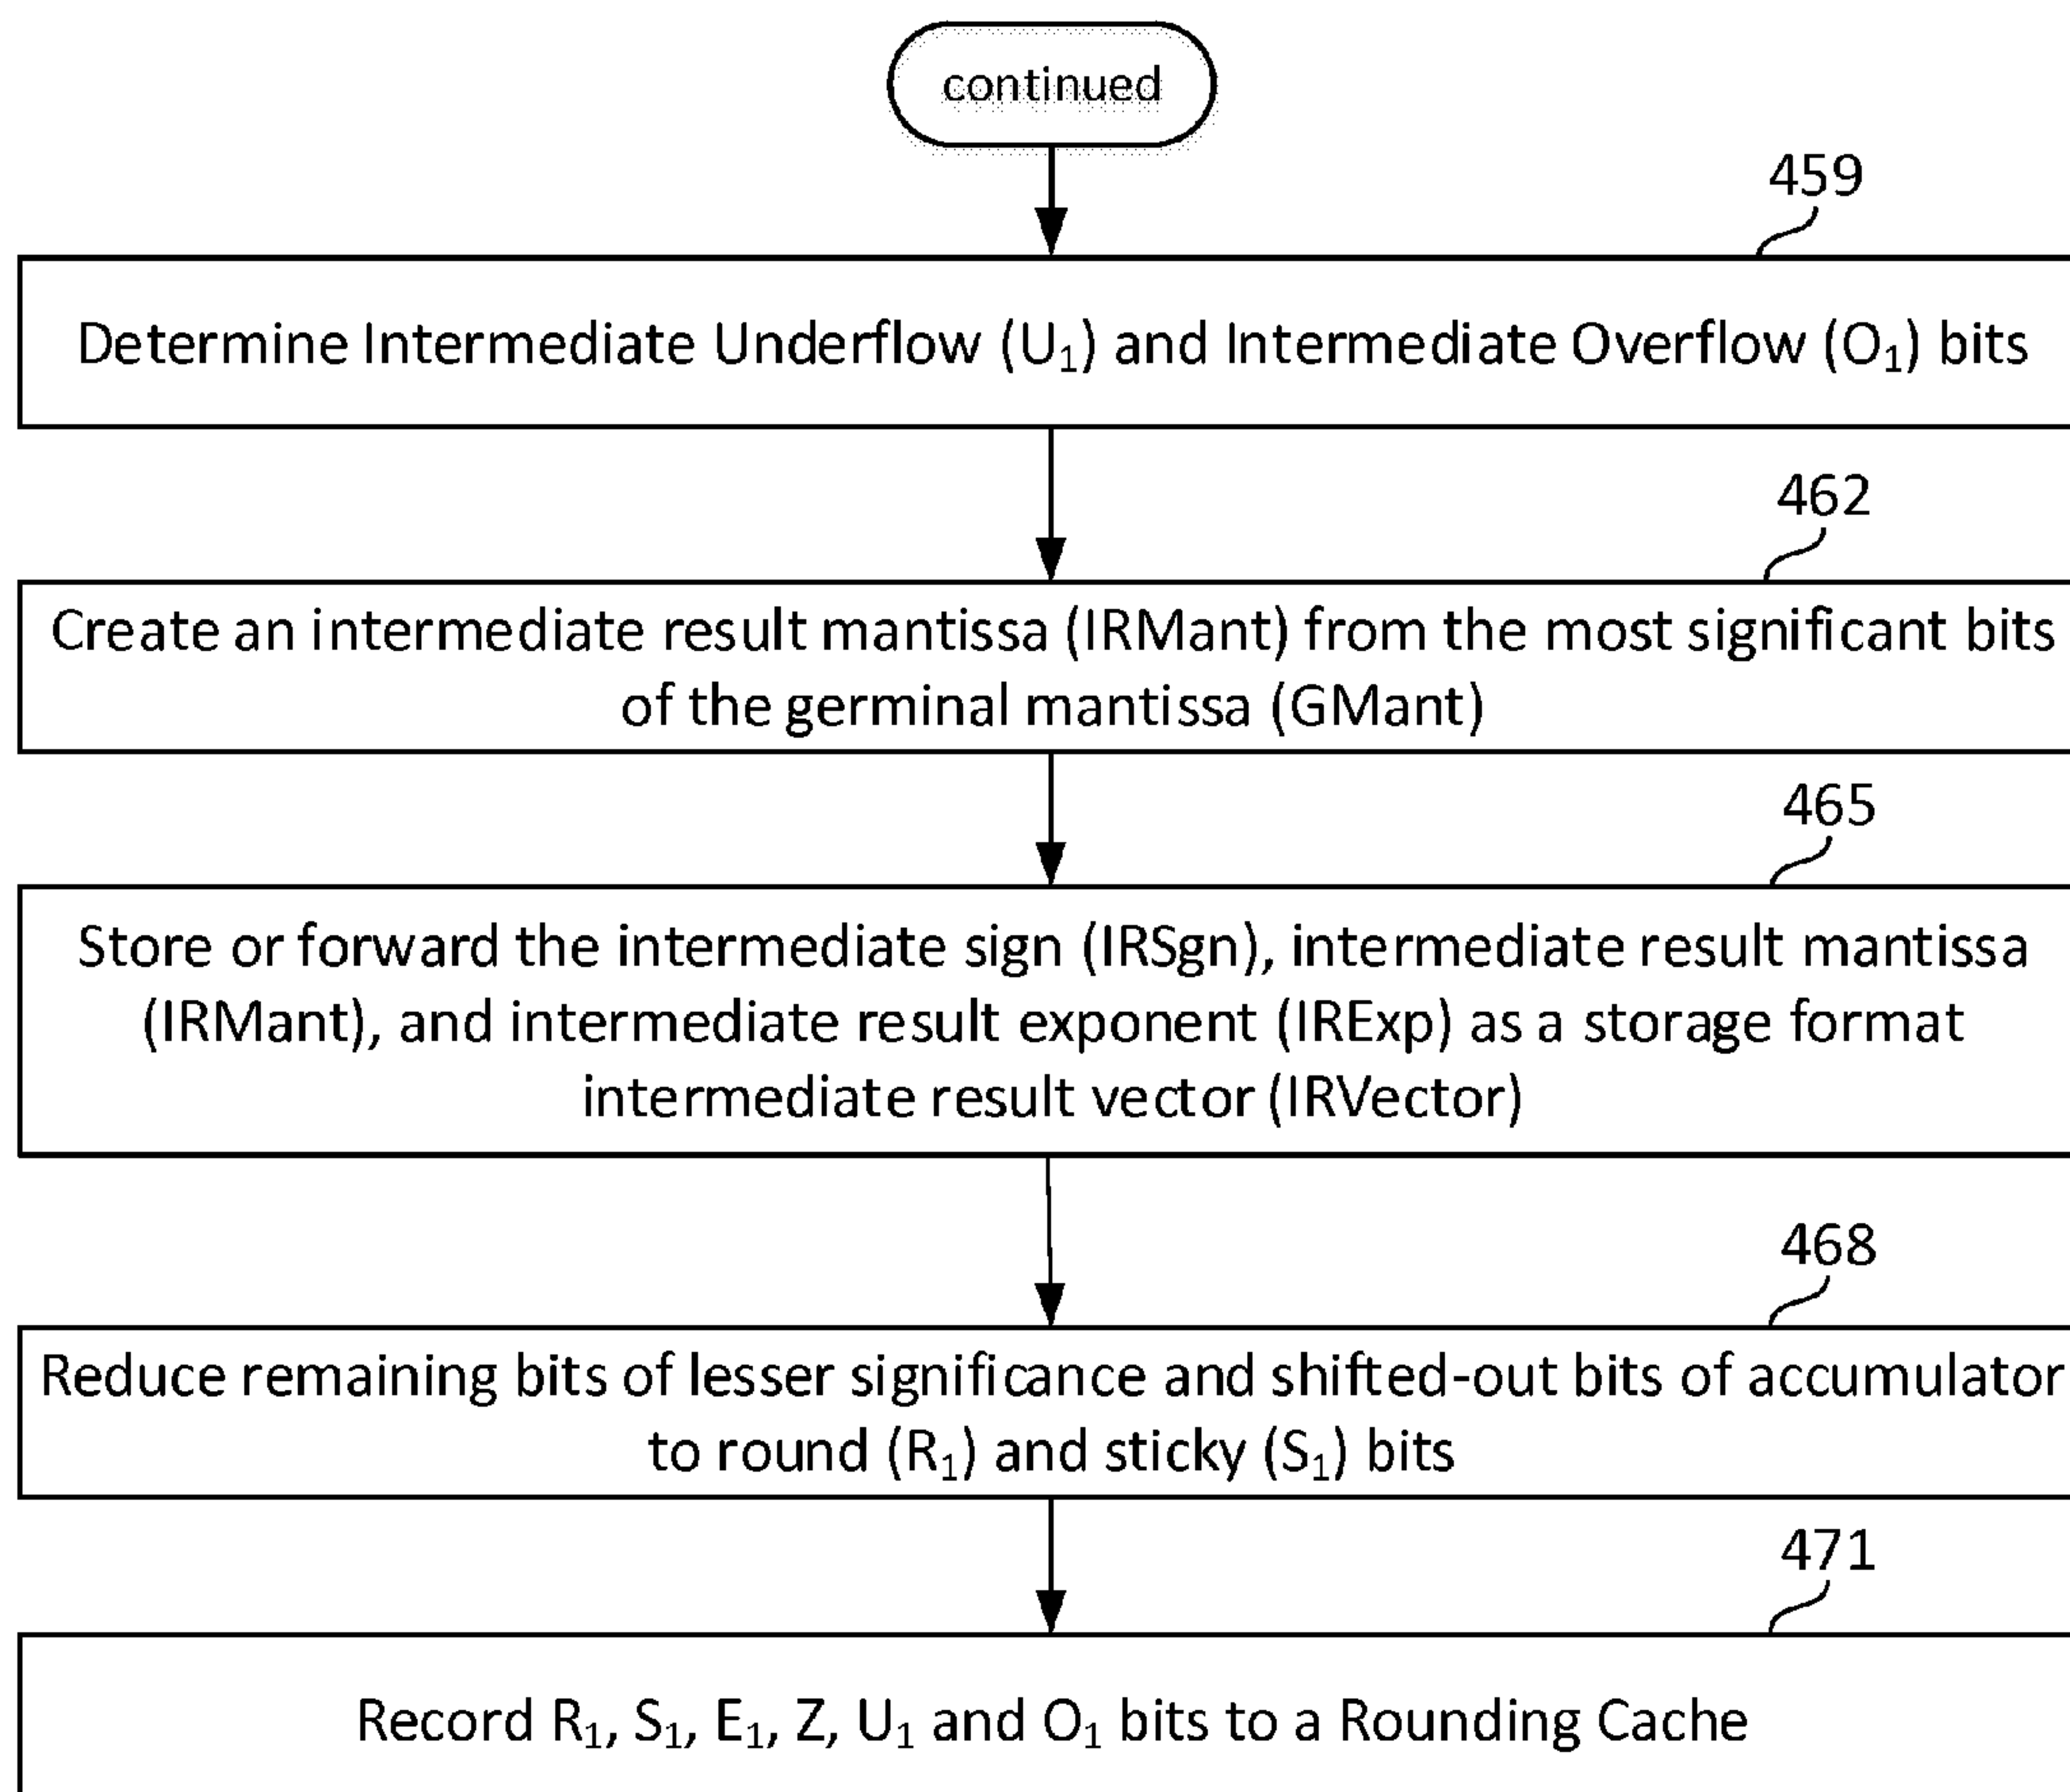 continued
459
Determine Intermediate Underflow (U₁) and Intermediate Overflow (O₁) bits
462
Create an intermediate result mantissa (IRMant) from the most significant bits
of the germinal mantissa (GMant)
465
Store or forward the intermediate sign (IRSgn), intermediate result mantissa
(IRMant), and intermediate result exponent (IRExp) as a storage format
intermediate result vector (IRVector)
468
Reduce remaining bits of lesser significance and shifted-out bits of accumulator
to round (R₁) and sticky (S₁) bits
471
Record R₁, S₁, E₁, Z, U₁ and O₁ bits to a Rounding Cache